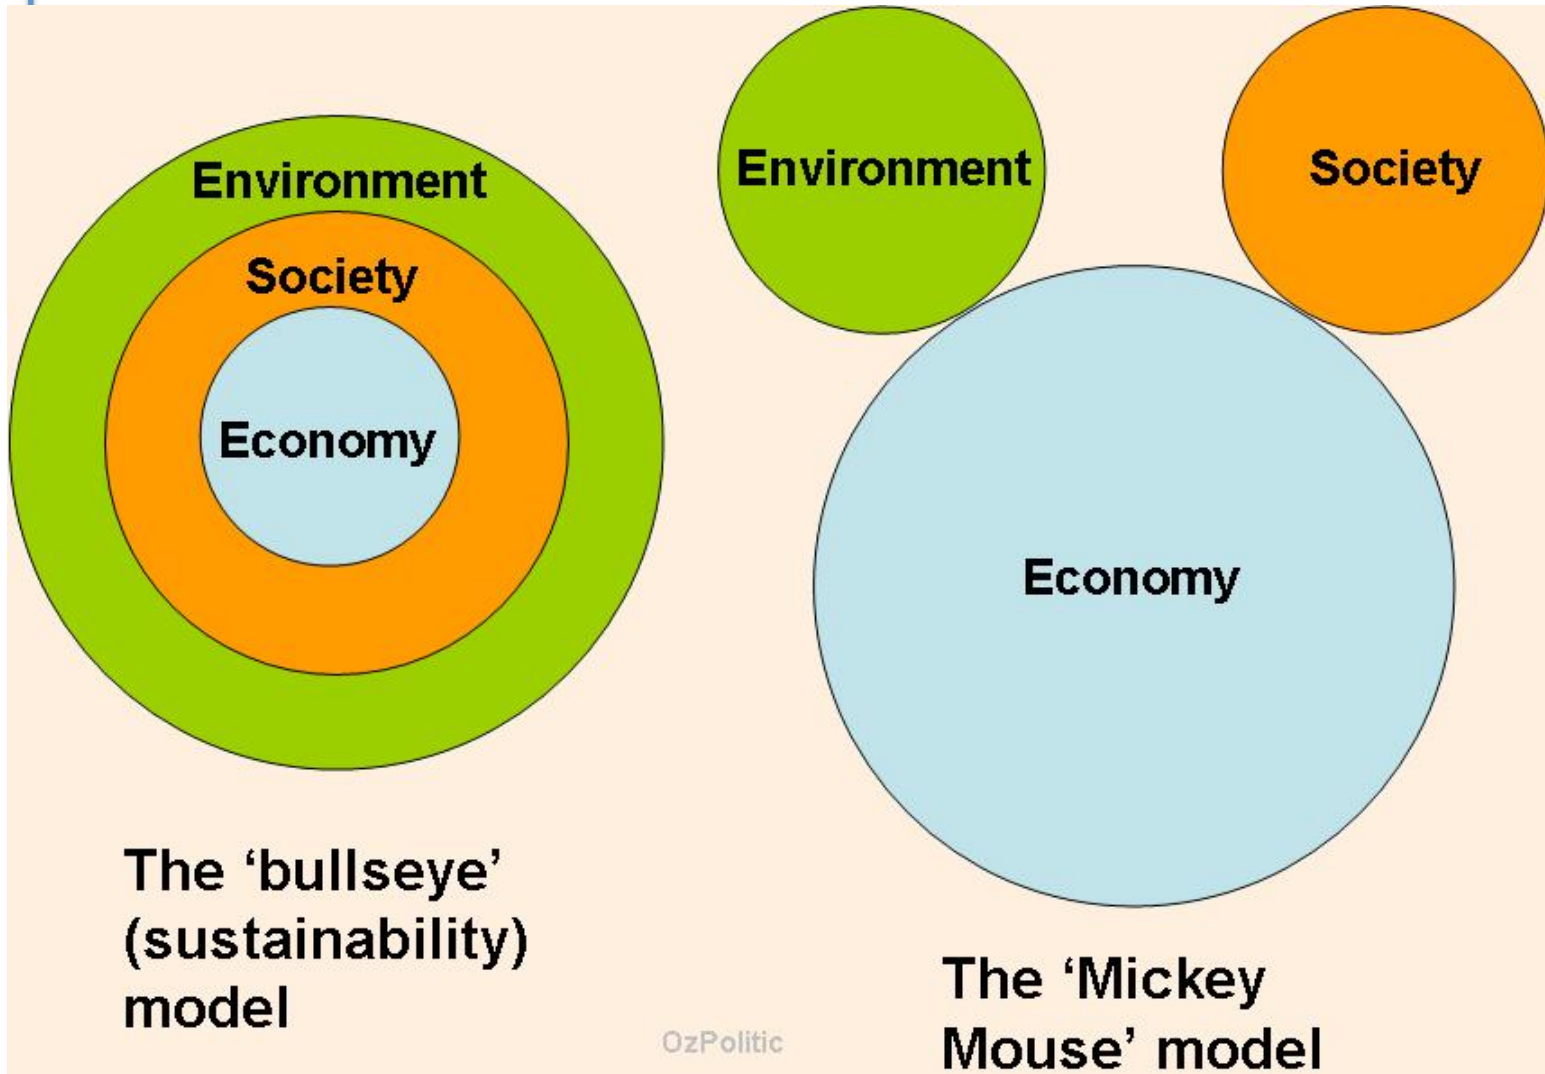 Environment
Society
Economy
The ‘bullseye’
(sustainability)
model
Environment
Society
Economy
The ‘Mickey
Mouse’ model
OzPolitic